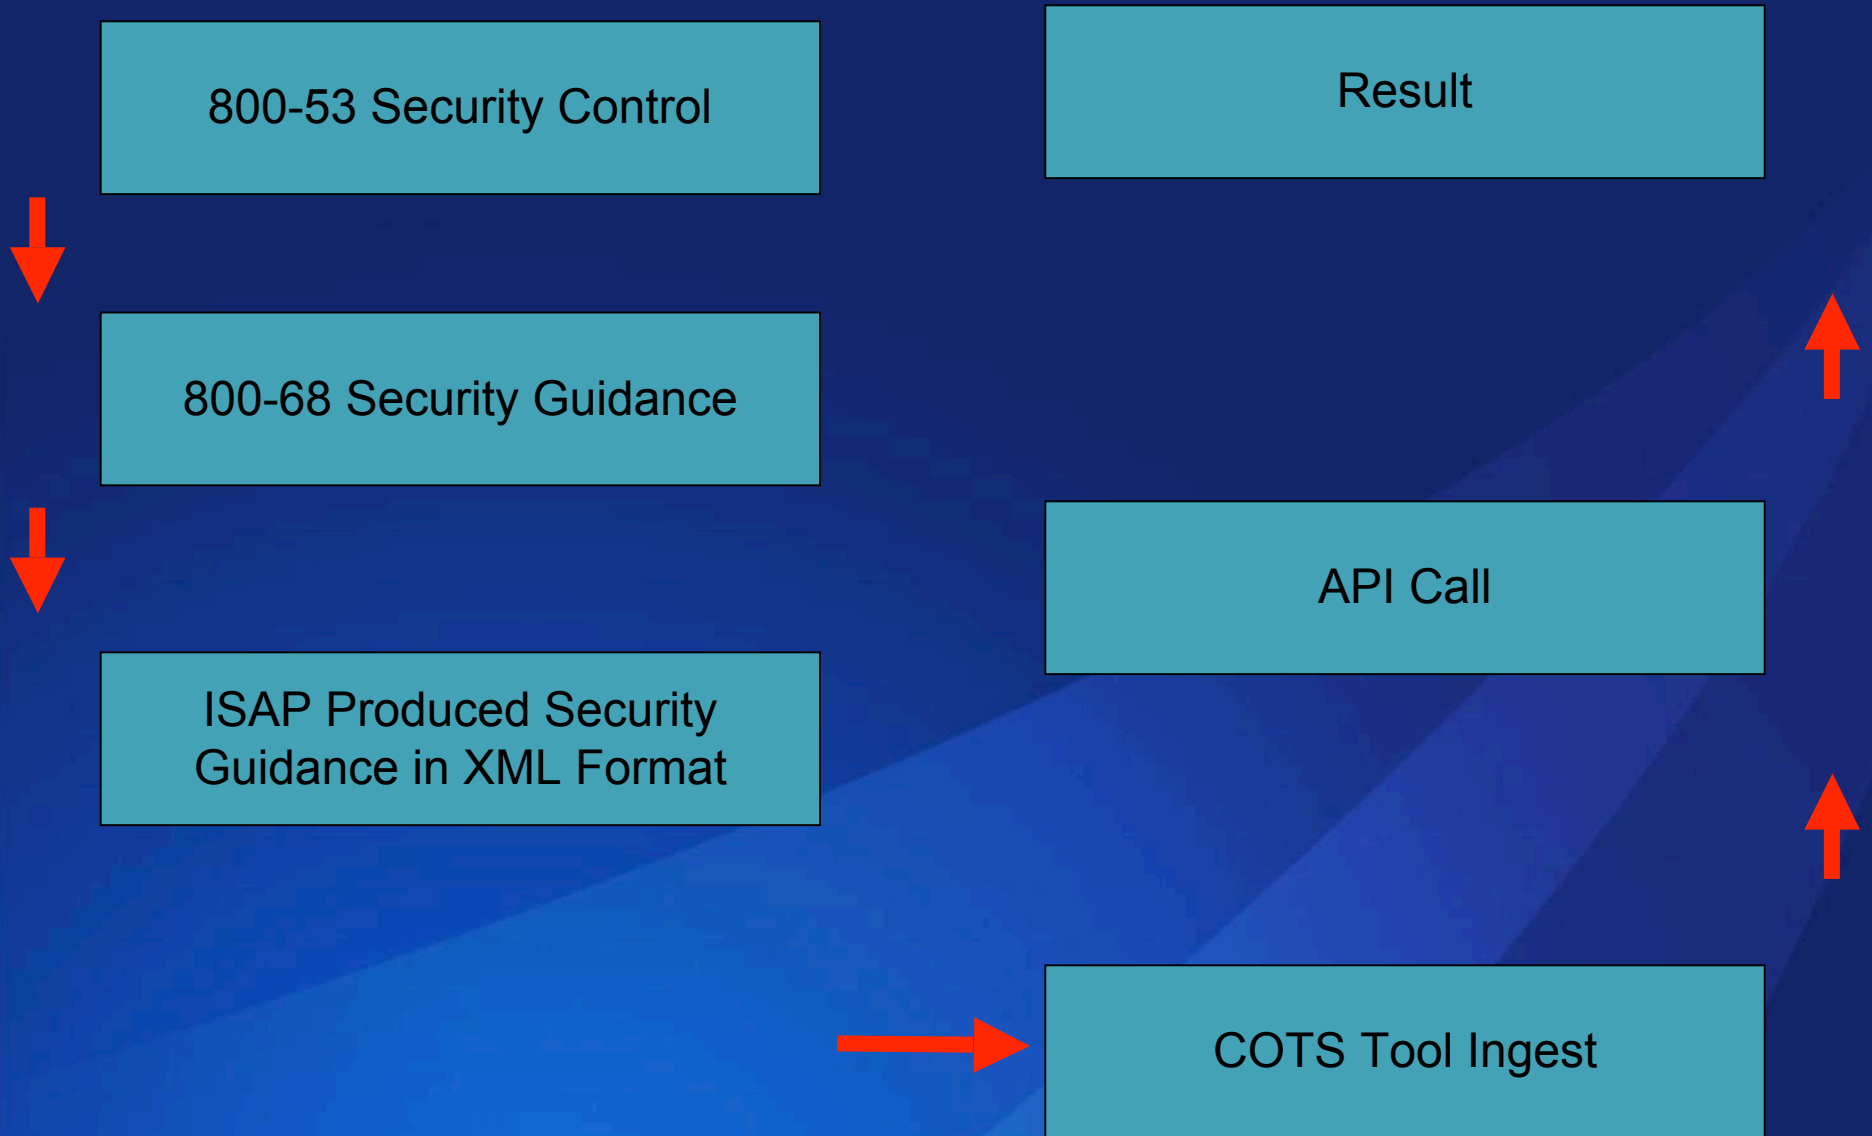 800-53 Security Control
800-68 Security Guidance
ISAP Produced Security
Guidance in XML Format
COTS Tool Ingest
API Call
Result